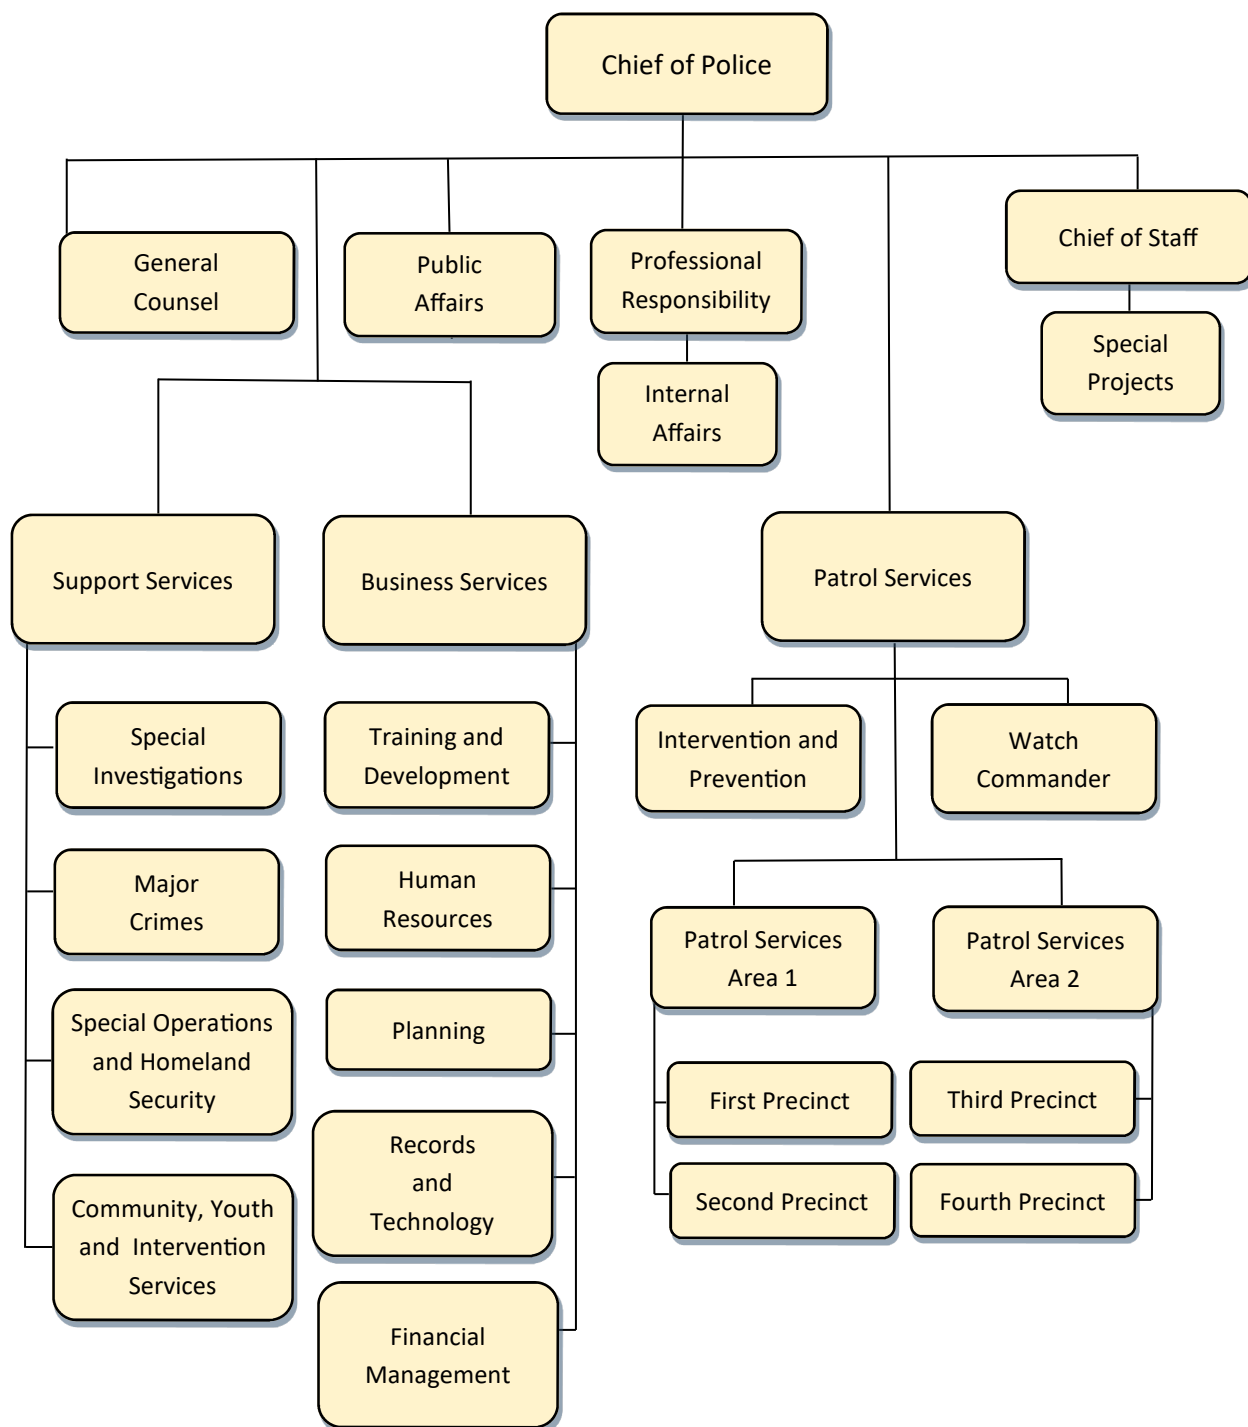 Chief of Police
General
Counsel
Public
Affairs
Professional
Responsibility
Chief of Staff
Internal
Affairs
Special
Projects
Support Services
Business Services
Patrol Services
Special
Investigations
Major
Crimes
Special Operations
and Homeland
Security
Community, Youth
and Intervention
Services
Training and
Development
Human
Resources
Planning
Records
and
Technology
Financial
Management
Intervention and
Prevention
Watch
Commander
Patrol Services
Area 1
First Precinct
Second Precinct
Patrol Services
Area 2
Third Precinct
Fourth Precinct